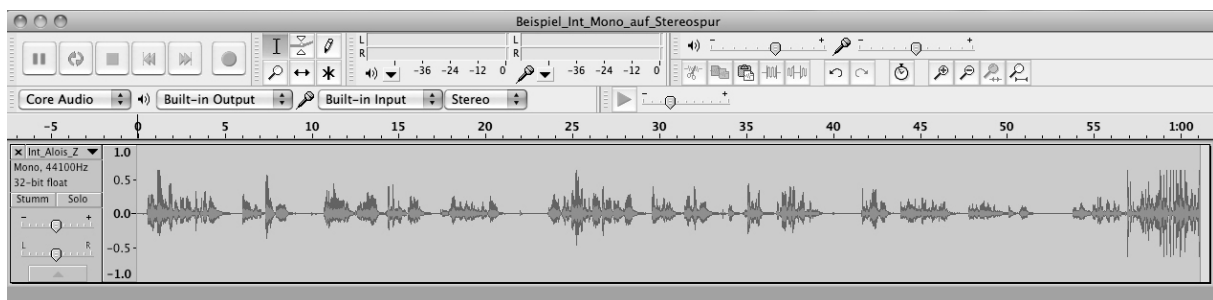 Beispiel_Int_Mono_auf_Stereospur
L
R
-36 -24 -12 0
L
R
-36 -24 -12 0
- +
- +
Core Audio Built-in Output Built-in Input Stereo
- +
-5 0 5 10 15 20 25 30 35 40 45 50 55 1:00
Int_Alois_Z
Mono, 44100Hz
32-bit float
Stumm Solo
- +
L R
1.0
0.5-
0.0-
-0.5-
-1.0